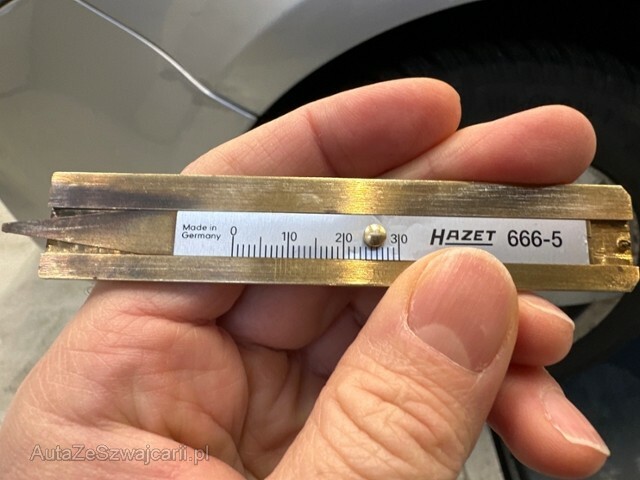 Made in
Germany
0 10 20 30
HAZET 666-5
AutaZeSzwajcarii.pl